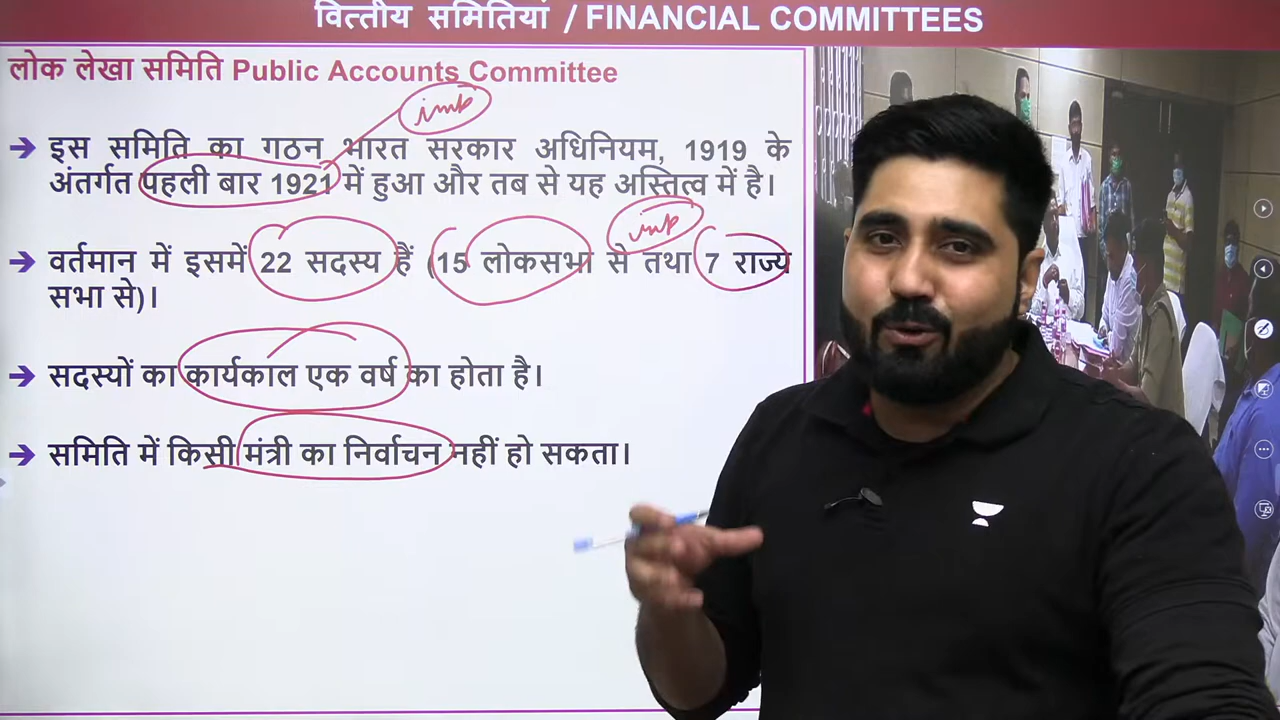 वित्तीय समितियां / FINANCIAL COMMITTEES
लोक लेखा समिति Public Accounts Committee
imp
→ इस समिति का गठन भारत सरकार अधिनियम, 1919 के
अंतर्गत पहली बार 1921 में हुआ और तब से यह अस्तित्व में है।
imp
→ वर्तमान में इसमें 22 सदस्य हैं (15 लोकसभा से तथा 7 राज्य
सभा से)।
→ सदस्यों का कार्यकाल एक वर्ष का होता है।
→ समिति में किसी मंत्री का निर्वाचन नहीं हो सकता।